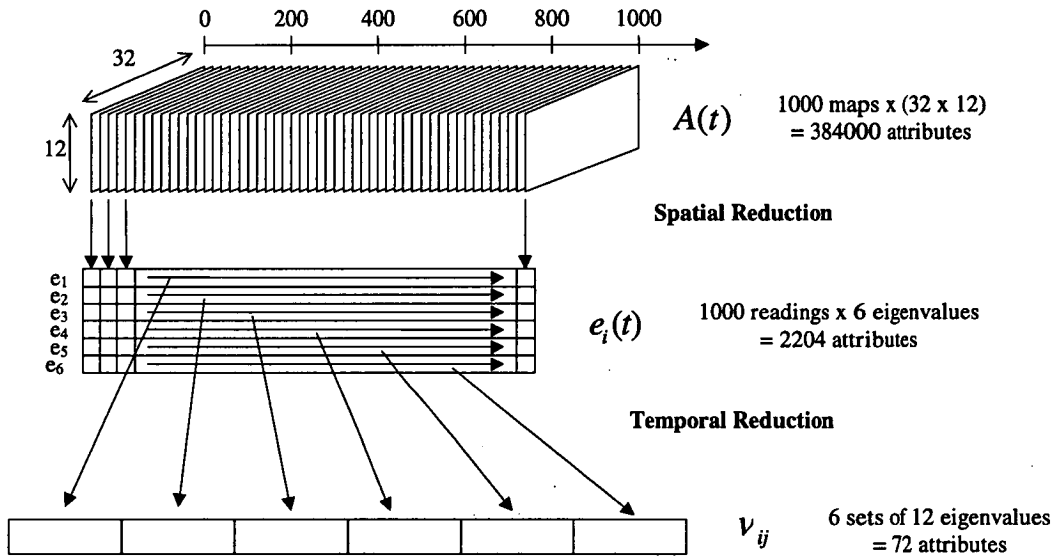 0 200 400 600 800 1000
32
12
A(t)
1000 maps x (32 x 12)
= 384000 attributes
Spatial Reduction
e1
e2
e3
e4
e5
e6
ei(t)
1000 readings x 6 eigenvalues
= 2204 attributes
Temporal Reduction
νij
6 sets of 12 eigenvalues
= 72 attributes